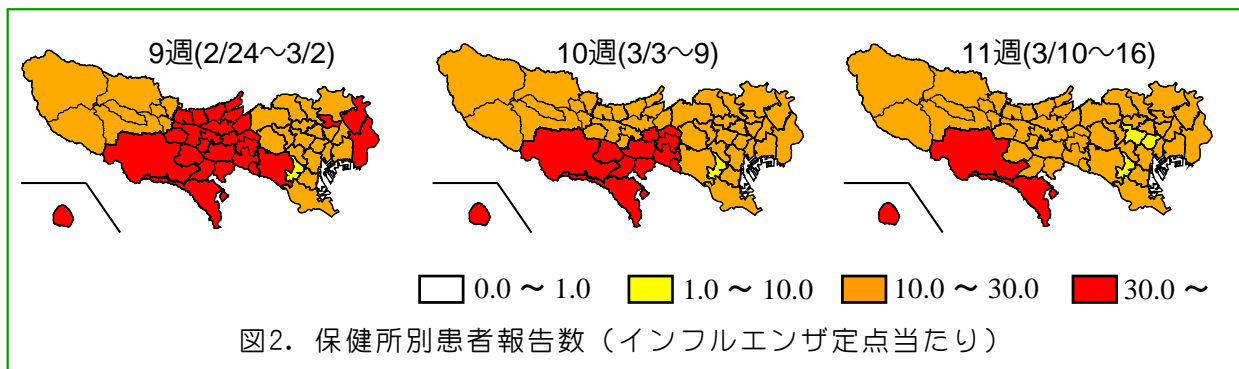 9週(2/24～3/2)
10週(3/3～9)
11週(3/10～16)
0.0 ～ 1.0
1.0 ～ 10.0
10.0 ～ 30.0
30.0 ～
図2. 保健所別患者報告数（インフルエンザ定点当たり）